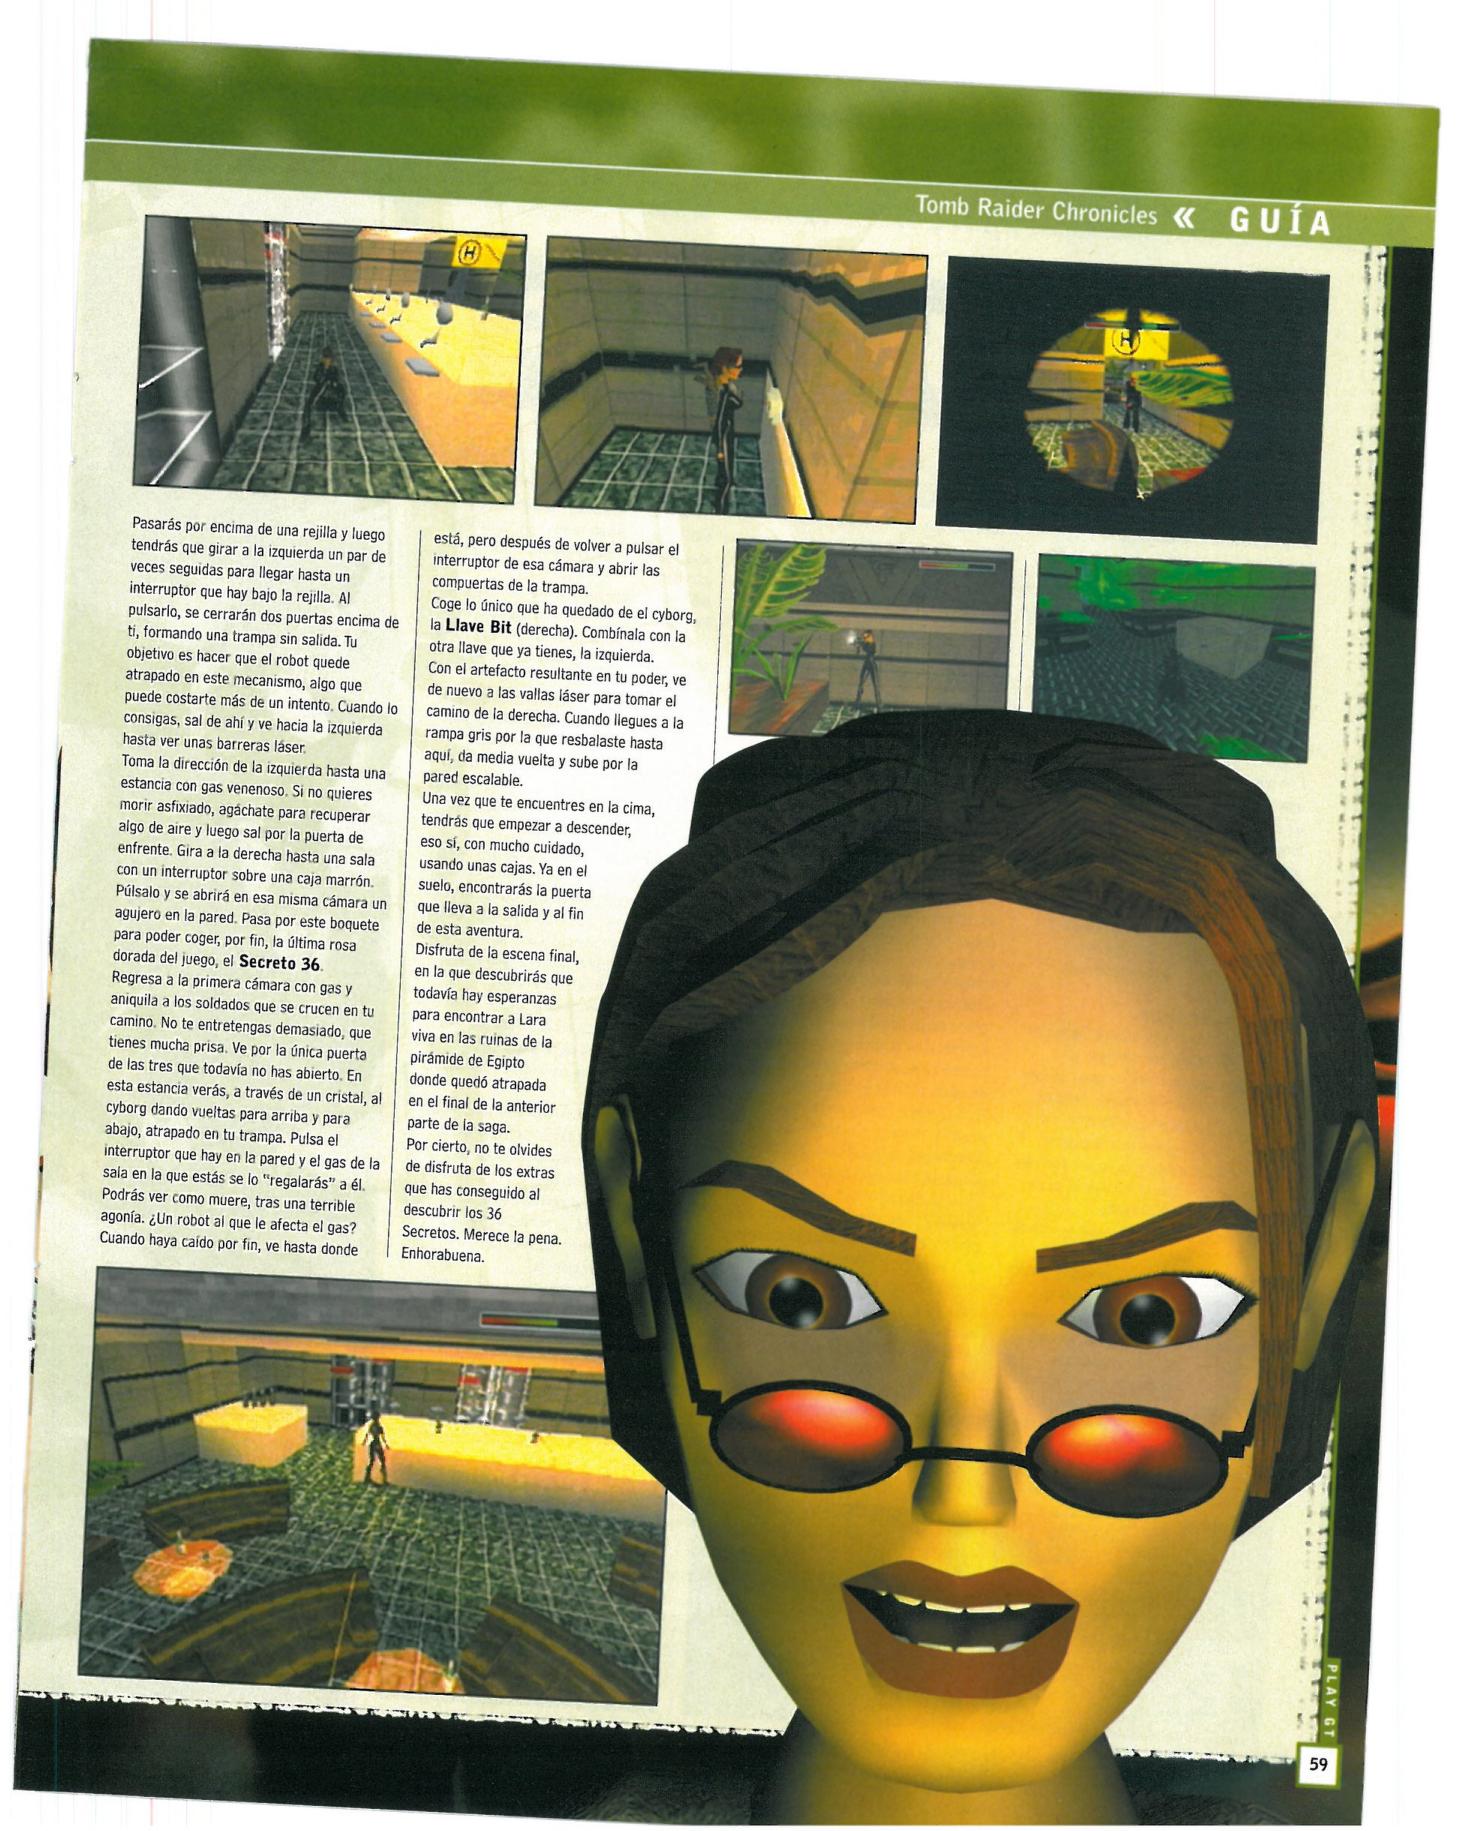 Tomb Raider Chronicles « GUÍA
H
H
Pasarás por encima de una rejilla y luego
tendrás que girar a la izquierda un par de
veces seguidas para llegar hasta un
interruptor que hay bajo la rejilla. Al
pulsarlo, se cerrarán dos puertas encima de
ti, formando una trampa sin salida. Tu
objetivo es hacer que el robot quede
atrapado en este mecanismo, algo que
puede costarte más de un intento. Cuando lo
consigas, sal de ahí y ve hacia la izquierda
hasta ver unas barreras láser.
Toma la dirección de la izquierda hasta una
estancia con gas venenoso. Si no quieres
morir asfixiado, agáchate para recuperar
algo de aire y luego sal por la puerta de
enfrente. Gira a la derecha hasta una sala
con un interruptor sobre una caja marrón.
Púlsalo y se abrirá en esa misma cámara un
agujero en la pared. Pasa por este boquete
para poder coger, por fin, la última rosa
dorada del juego, el Secreto 36.
Regresa a la primera cámara con gas y
aniquila a los soldados que se crucen en tu
camino. No te entretengas demasiado, que
tienes mucha prisa. Ve por la única puerta
de las tres que todavía no has abierto. En
esta estancia verás, a través de un cristal, al
cyborg dando vueltas para arriba y para
abajo, atrapado en tu trampa. Pulsa el
interruptor que hay en la pared y el gas de la
sala en la que estás se lo "regalarás" a él.
Podrás ver como muere, tras una terrible
agonía. ¿Un robot al que le afecta el gas?
Cuando haya caído por fin, ve hasta donde
está, pero después de volver a pulsar el
interruptor de esa cámara y abrir las
compuertas de la trampa.
Coge lo único que ha quedado de el cyborg,
la Llave Bit (derecha). Combínala con la
otra llave que ya tienes, la izquierda.
Con el artefacto resultante en tu poder, ve
de nuevo a las vallas láser para tomar el
camino de la derecha. Cuando llegues a la
rampa gris por la que resbalaste hasta
aquí, da media vuelta y sube por la
pared escalable.
Una vez que te encuentres en la cima,
tendrás que empezar a descender,
eso sí, con mucho cuidado,
usando unas cajas. Ya en el
suelo, encontrarás la puerta
que lleva a la salida y al fin
de esta aventura.
Disfruta de la escena final,
en la que descubrirás que
todavía hay esperanzas
para encontrar a Lara
viva en las ruinas de la
pirámide de Egipto
donde quedó atrapada
en el final de la anterior
parte de la saga.
Por cierto, no te olvides
de disfruta de los extras
que has conseguido al
descubrir los 36
Secretos. Merece la pena.
Enhorabuena.
PLAY GT
59